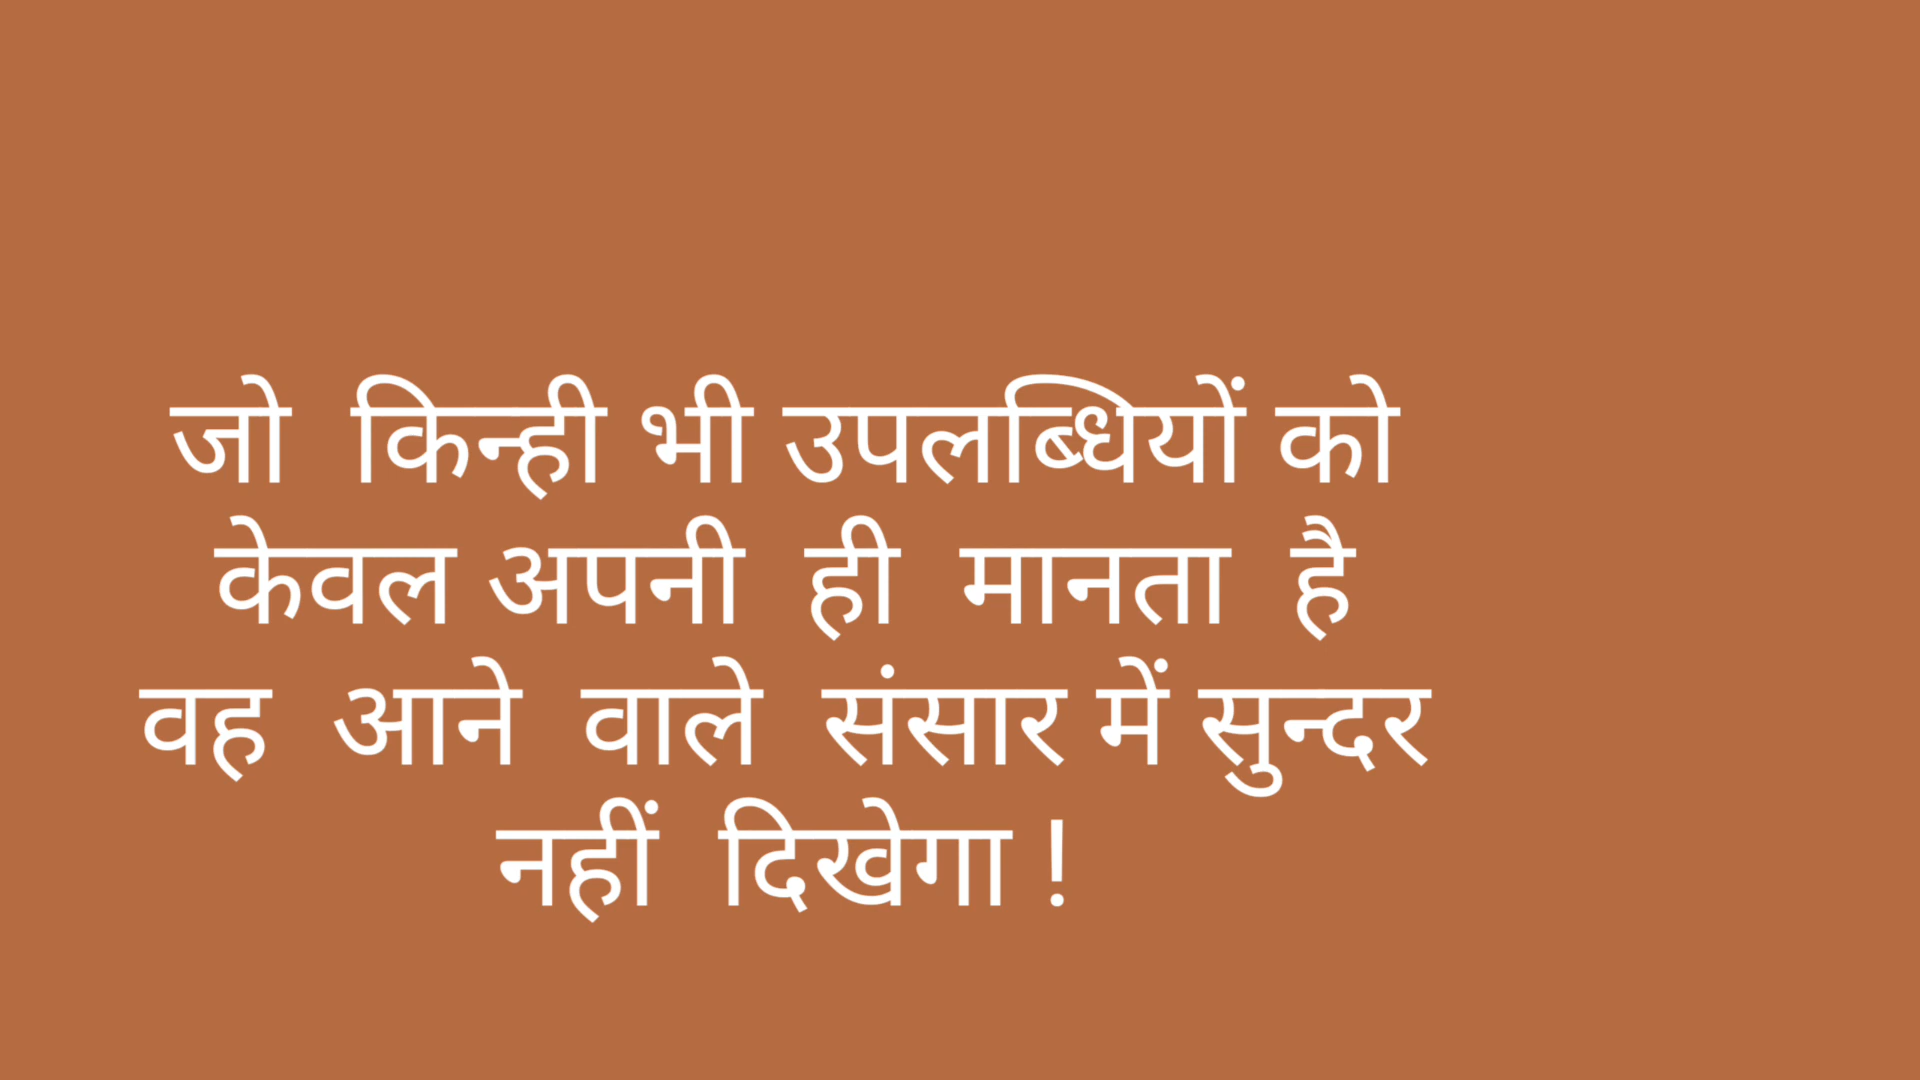 जो किन्ही भी उपलब्धियों को
केवल अपनी ही मानता है
वह आने वाले संसार में सुन्दर
नहीं दिखेगा !